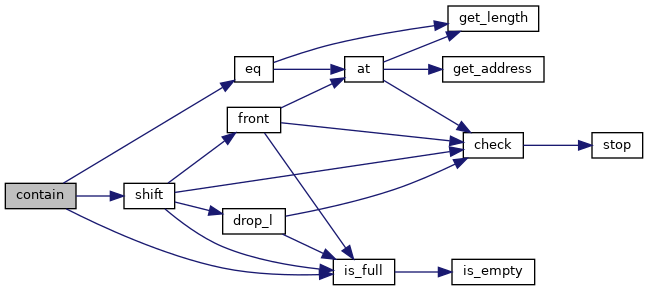 get_length
eq
at
get_address
front
check
stop
contain
shift
drop_l
is_full
is_empty